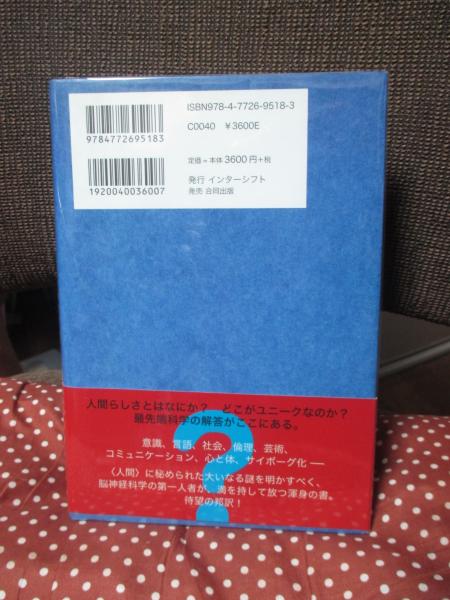 ISBN978-4-7726-9518-3
C0040 ¥3600E
9784772695183
定価=本体3600円+税
発行 インターシフト
発売 合同出版
1920040036007
人間らしさとはなにか? どこがユニークなのか?
最先端科学の解答がここにある。
意識、言語、社会、倫理、芸術、
コミュニケーション、心と体、サイボーグ化──
〈人間〉に秘められた大いなる謎を明かすべく、
脳神経科学の第一人者が、満を持して放つ渾身の書。
待望の邦訳!
?